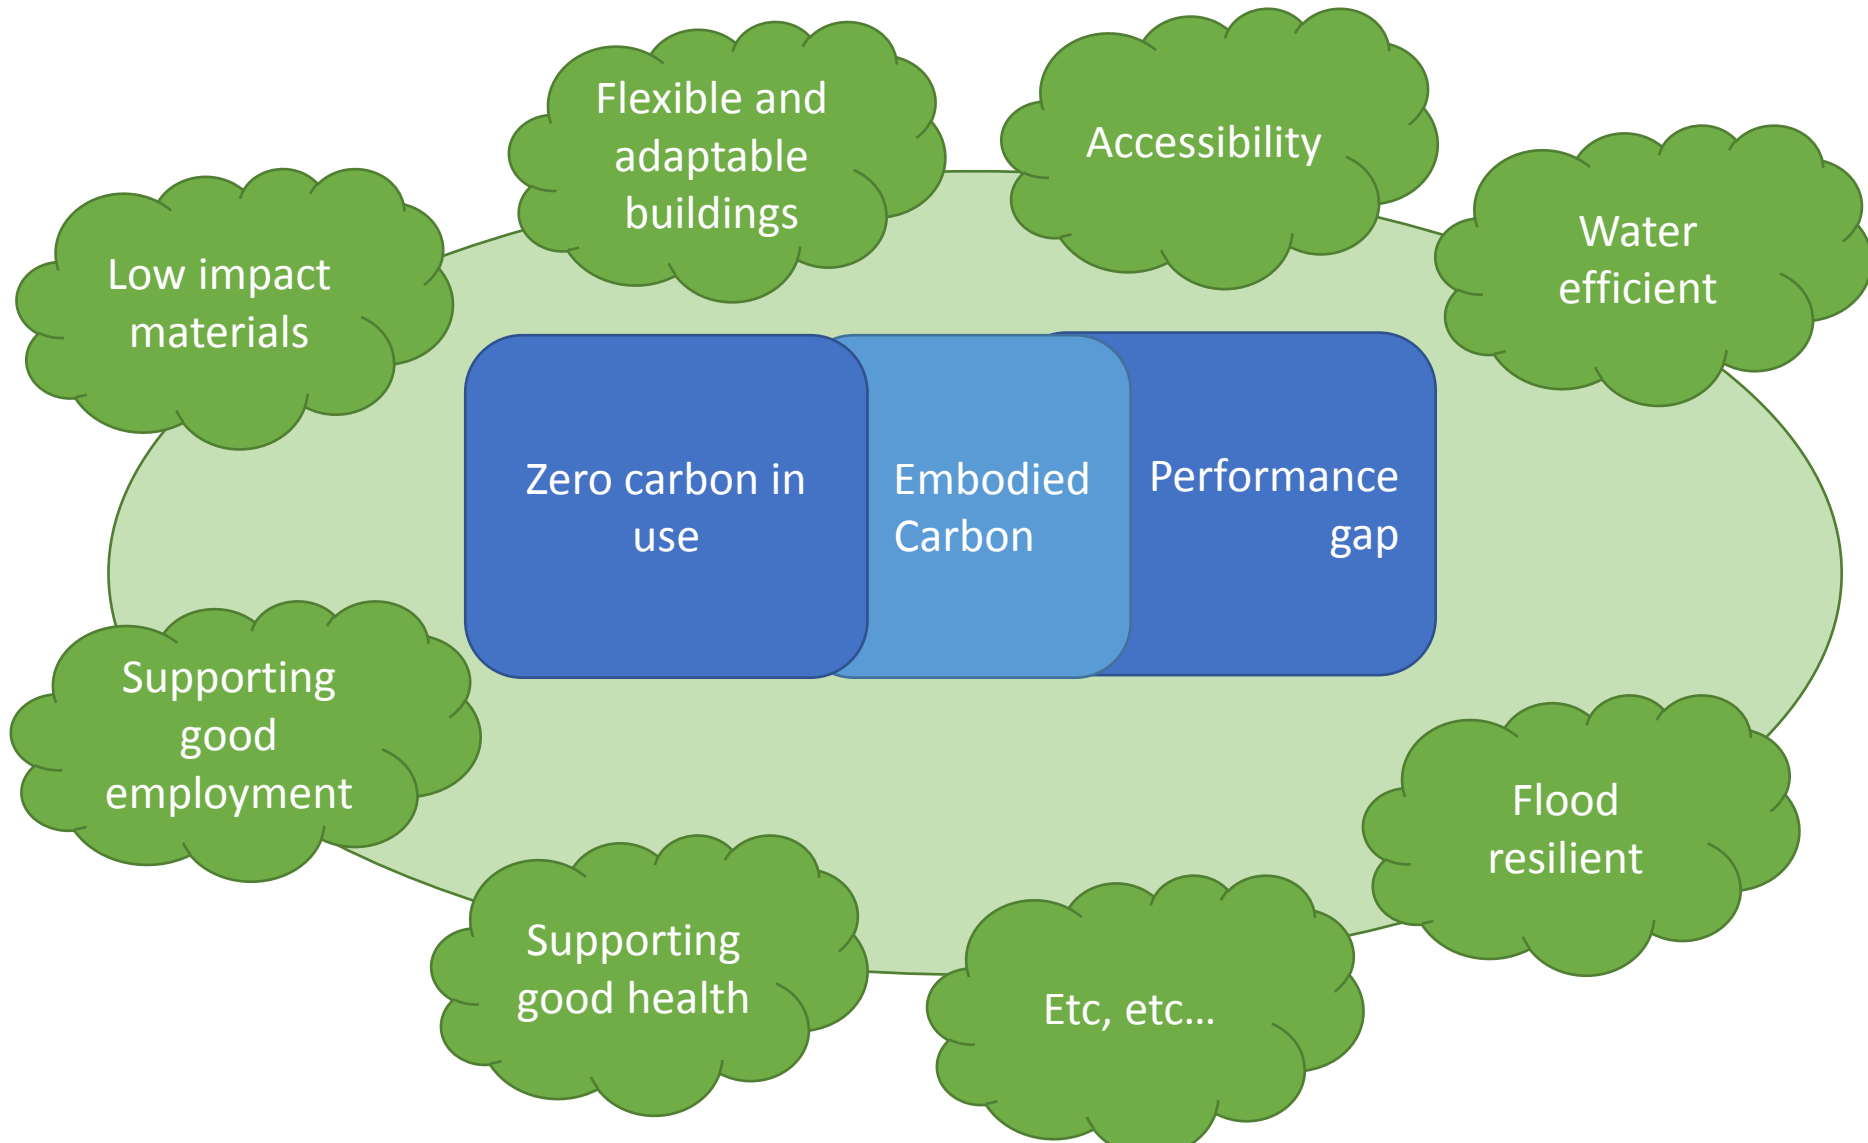 Flexible and
adaptable
buildings
Accessibility
Water
efficient
Low impact
materials
Zero carbon in
use
Embodied
Carbon
Performance
gap
Supporting
good
employment
Flood
resilient
Supporting
good health
Etc, etc...